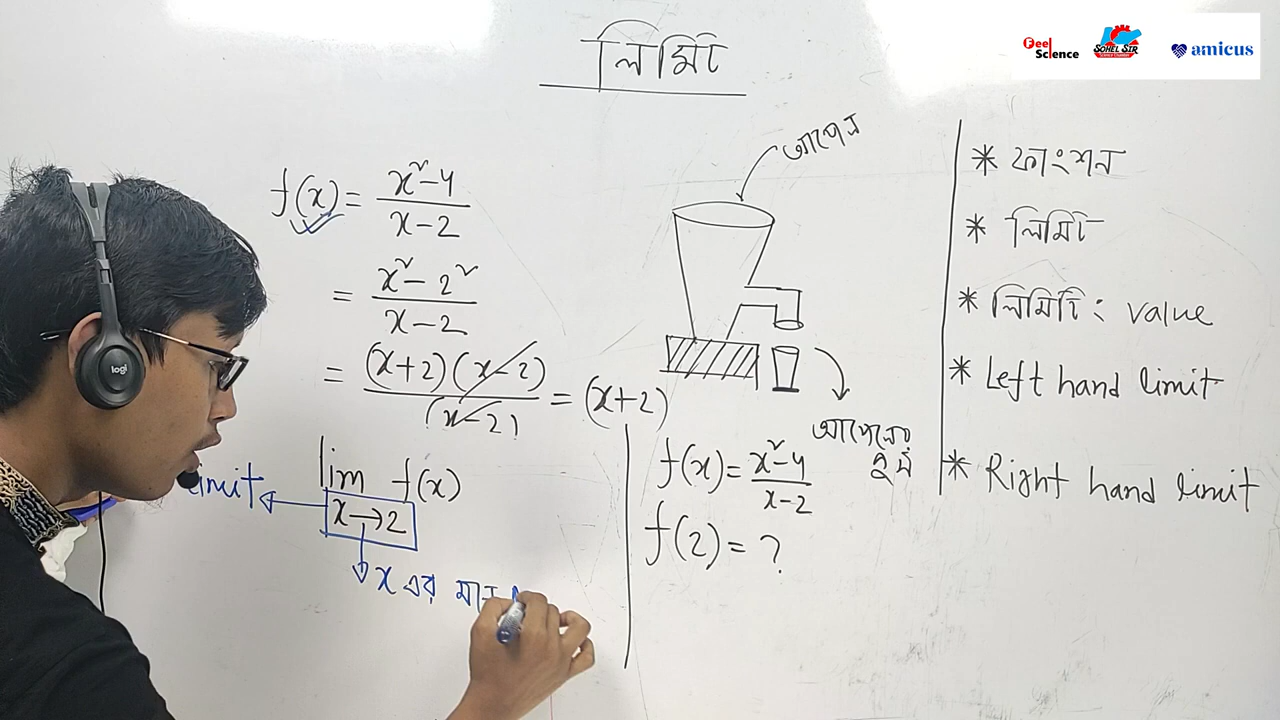 Feel Science
SOHEL SIR
amicus
লিমিট
f(x) = x²-4 / x-2
= x²-2² / x-2
= (x+2)(x-2) / (x-2) = (x+2)
lim f(x)
x→2
limit
x এর মান
আপেল
f(x) = x²-4 / x-2
f(2) = ?
* ফাংশন
* লিমিট
* লিমিটি: value
* Left hand limit
* Right hand limit
logi